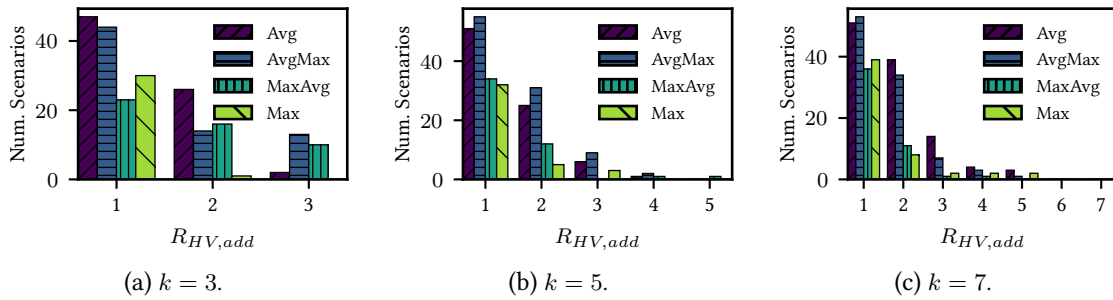 Num. Scenarios
40
20
0
1
2
3
R_{HV,add}
Avg
AvgMax
MaxAvg
Max
(a) k = 3.
Num. Scenarios
40
20
0
1
2
3
4
5
R_{HV,add}
Avg
AvgMax
MaxAvg
Max
(b) k = 5.
Num. Scenarios
40
20
0
1
2
3
4
5
6
7
R_{HV,add}
Avg
AvgMax
MaxAvg
Max
(c) k = 7.